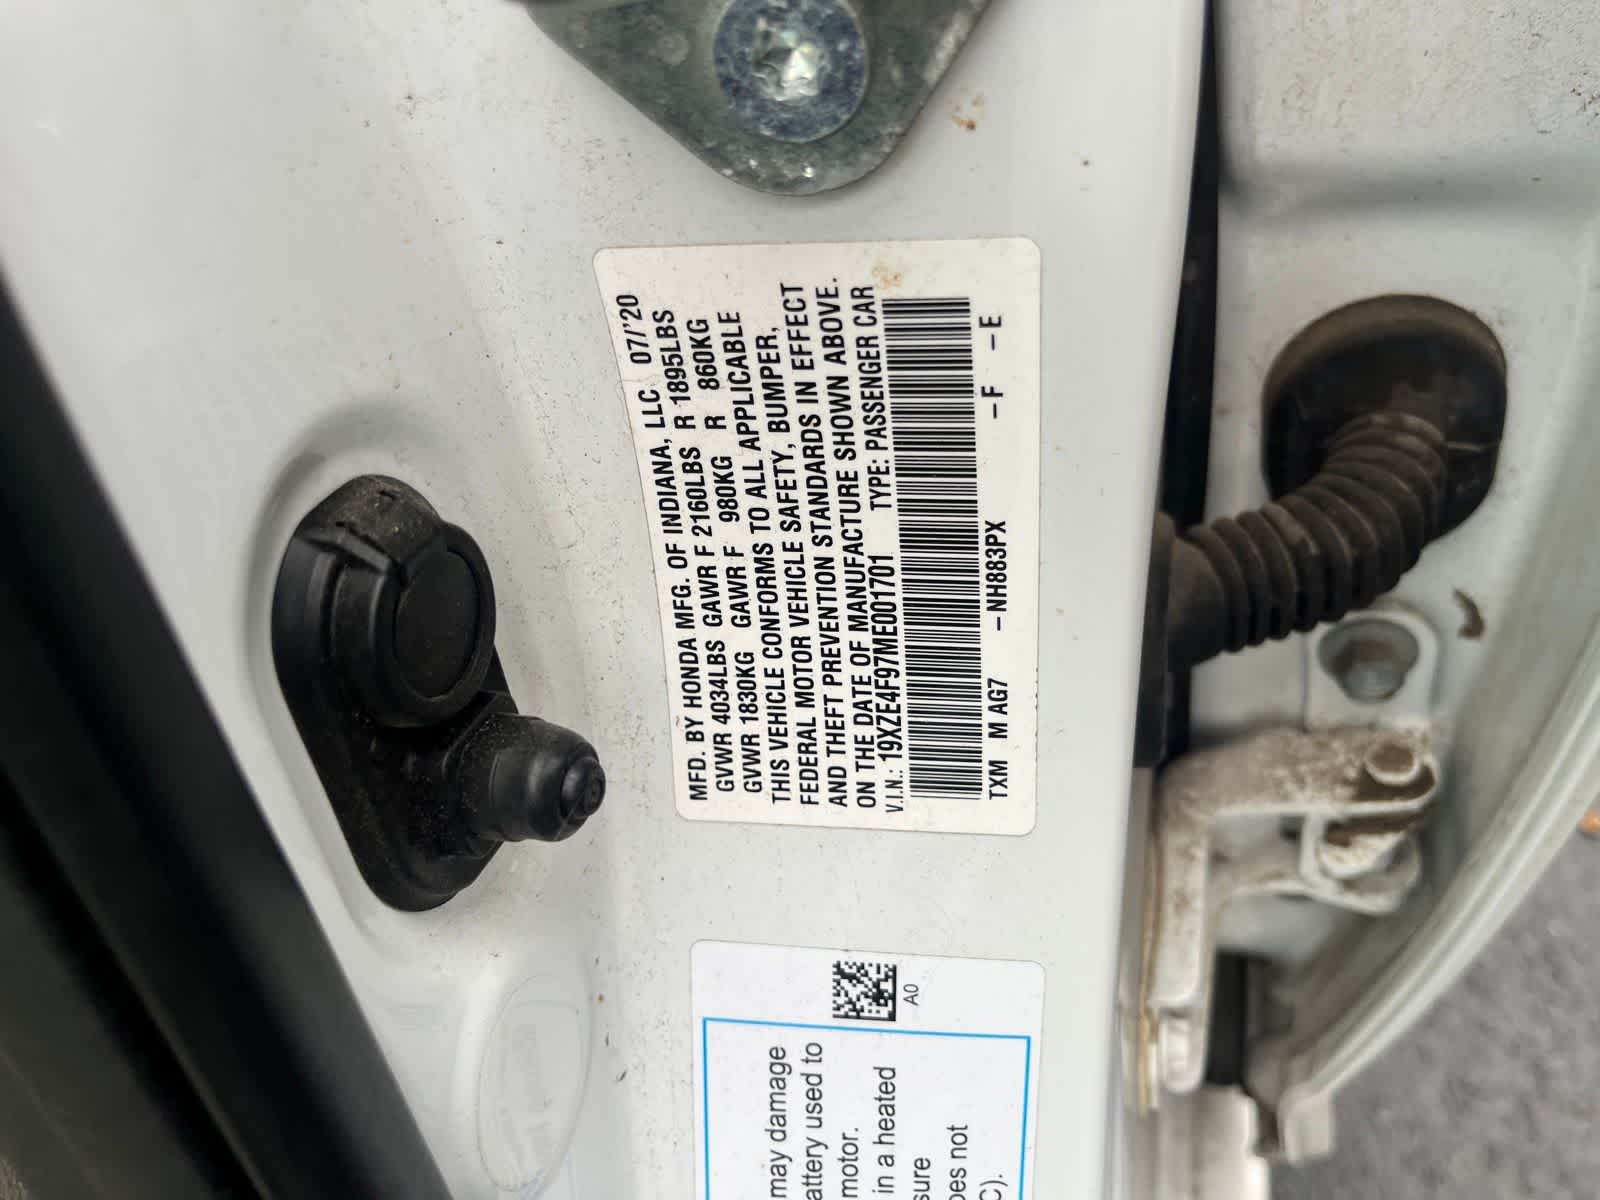 MFD. BY HONDA MFG. OF INDIANA, LLC 07/'20
GVWR 4034LBS GAWR F 2160LBS R 1895LBS
GVWR 1830KG GAWR F 980KG R 860KG
THIS VEHICLE CONFORMS TO ALL APPLICABLE
FEDERAL MOTOR VEHICLE SAFETY, BUMPER,
AND THEFT PREVENTION STANDARDS IN EFFECT
ON THE DATE OF MANUFACTURE SHOWN ABOVE.
V.I.N.: 19XZE4F97ME001701 TYPE: PASSENGER CAR
TXM M AG7 -NH883PX -F -E
A0
may damage
attery used to
motor.
in a heated
sure
oes not
C).